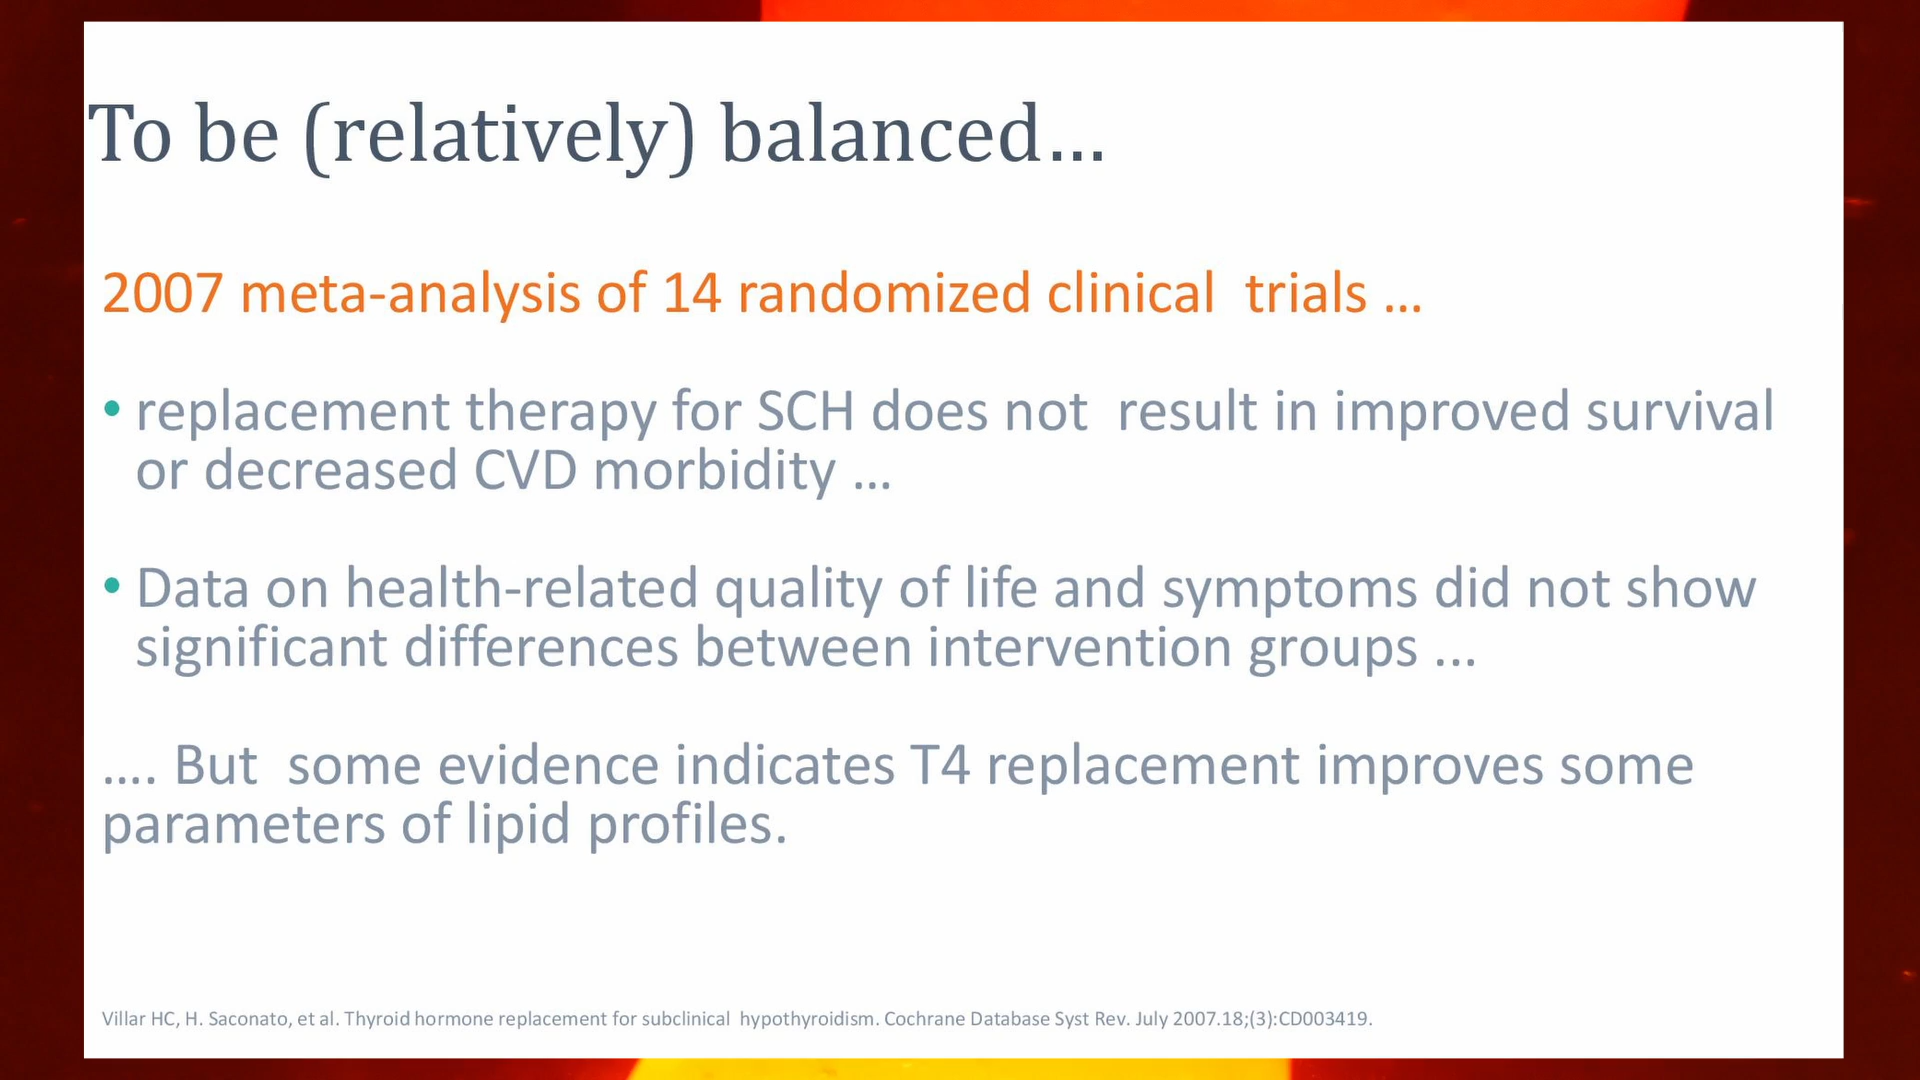 To be (relatively) balanced…
2007 meta-analysis of 14 randomized clinical trials …
• replacement therapy for SCH does not result in improved survival
or decreased CVD morbidity …
• Data on health-related quality of life and symptoms did not show
significant differences between intervention groups …
…. But some evidence indicates T4 replacement improves some
parameters of lipid profiles.
Villar HC, H. Saconato, et al. Thyroid hormone replacement for subclinical hypothyroidism. Cochrane Database Syst Rev. July 2007.18;(3):CD003419.